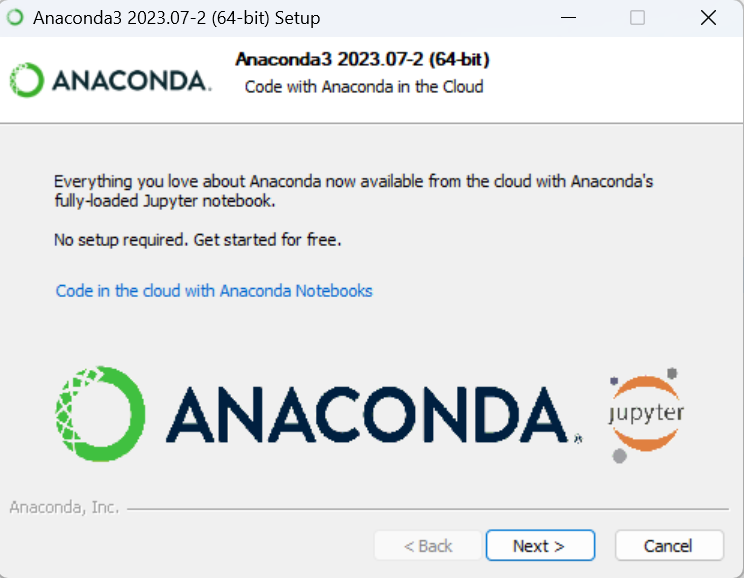 Anaconda3 2023.07-2 (64-bit) Setup
Anaconda3 2023.07-2 (64-bit)
ANACONDA.
Code with Anaconda in the Cloud
Everything you love about Anaconda now available from the cloud with Anaconda's
fully-loaded Jupyter notebook.
No setup required. Get started for free.
Code in the cloud with Anaconda Notebooks
ANACONDA. jupyter
Anaconda, Inc.
< Back Next > Cancel